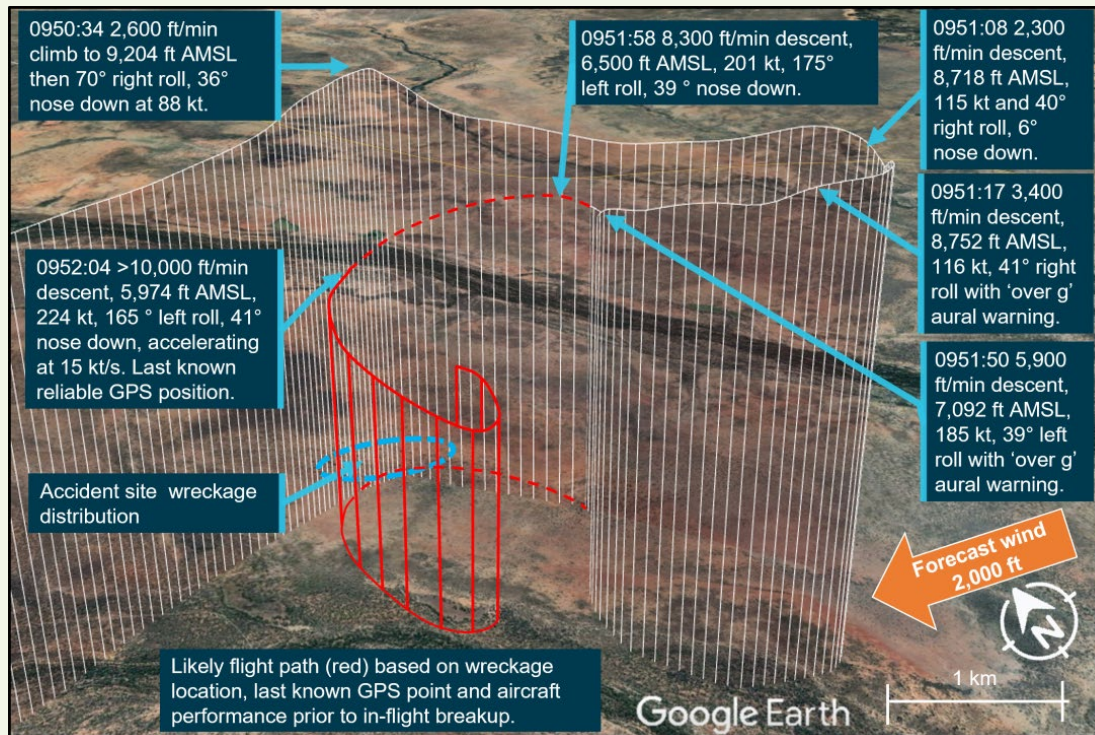 0950:34 2,600 ft/min
climb to 9,204 ft AMSL
then 70° right roll, 36°
nose down at 88 kt.
0951:58 8,300 ft/min descent,
6,500 ft AMSL, 201 kt, 175°
left roll, 39 ° nose down.
0951:08 2,300
ft/min descent,
8,718 ft AMSL,
115 kt and 40°
right roll, 6°
nose down.
0951:17 3,400
ft/min descent,
8,752 ft AMSL,
116 kt, 41° right
roll with ‘over g’
aural warning.
0952:04 >10,000 ft/min
descent, 5,974 ft AMSL,
224 kt, 165 ° left roll, 41°
nose down, accelerating
at 15 kt/s. Last known
reliable GPS position.
0951:50 5,900
ft/min descent,
7,092 ft AMSL,
185 kt, 39° left
roll with ‘over g’
aural warning.
Accident site wreckage
distribution
Forecast wind
2,000 ft
N
Likely flight path (red) based on wreckage
location, last known GPS point and aircraft
performance prior to in-flight breakup.
1 km
Google Earth